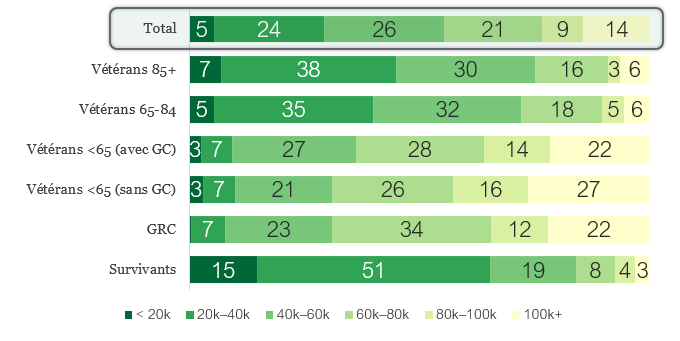 Total 5 24 26 21 9 14
Vétérans 85+ 7 38 30 16 3 6
Vétérans 65-84 5 35 32 18 5 6
Vétérans <65 (avec GC) 3 7 27 28 14 22
Vétérans <65 (sans GC) 3 7 21 26 16 27
GRC 7 23 34 12 22
Survivants 15 51 19 8 4 3
< 20k 20k–40k 40k–60k 60k–80k 80k–100k 100k+